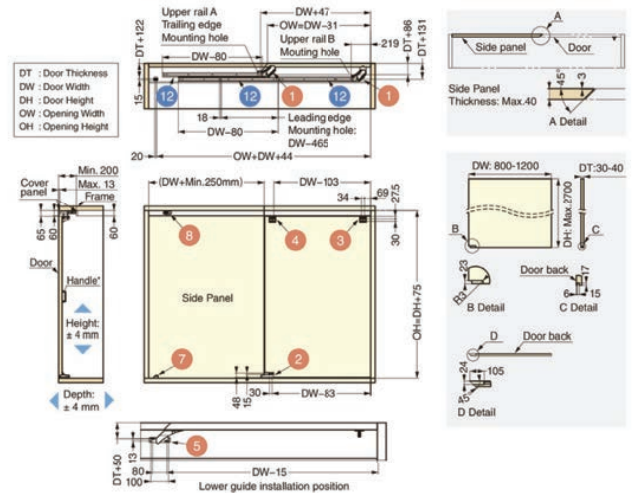 DT : Door Thickness
DW : Door Width
DH : Door Height
OW : Opening Width
OH : Opening Height
Upper rail A
Trailing edge
Mounting hole
DW+47
OW=DW−31
Upper rail B
Mouting hole
219
DT+122
DT+86
DT+131
DW−80
15
12
12
12
1
1
18
Leading edge
Mounting hole:
DW−465
DW−80
20
OW+DW+44
A
Side panel
Door
Side Panel
Thickness: Max.40
45°
3
A Detail
Min. 200
Max. 13
Cover
panel
Frame
65
60
60
Door
Handle*
Height:
± 4 mm
Depth:
± 4 mm
(DW+Min.250mm)
DW−103
34
69
27.5
30
8
4
3
Side Panel
OH=DH+75
7
2
48
15
30
DW−83
DW: 800-1200
DT:30-40
DH: Max.2700
B
C
23
R3
B Detail
Door back
17
6
15
C Detail
D
Door back
24
105
45
D Detail
DT+50
13
5
80
100
DW−15
Lower guide installation position